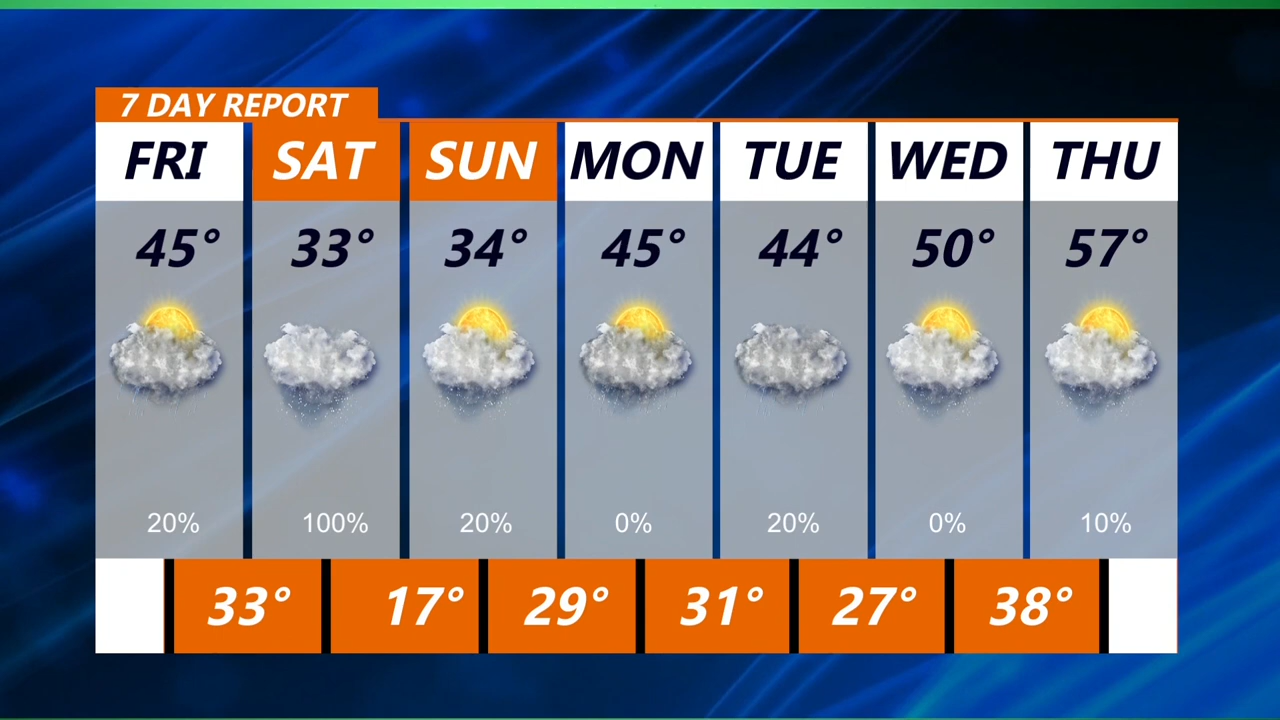 7 DAY REPORT
FRI SAT SUN MON TUE WED THU
45° 33° 34° 45° 44° 50° 57°
20% 100% 20% 0% 20% 0% 10%
33° 17° 29° 31° 27° 38°